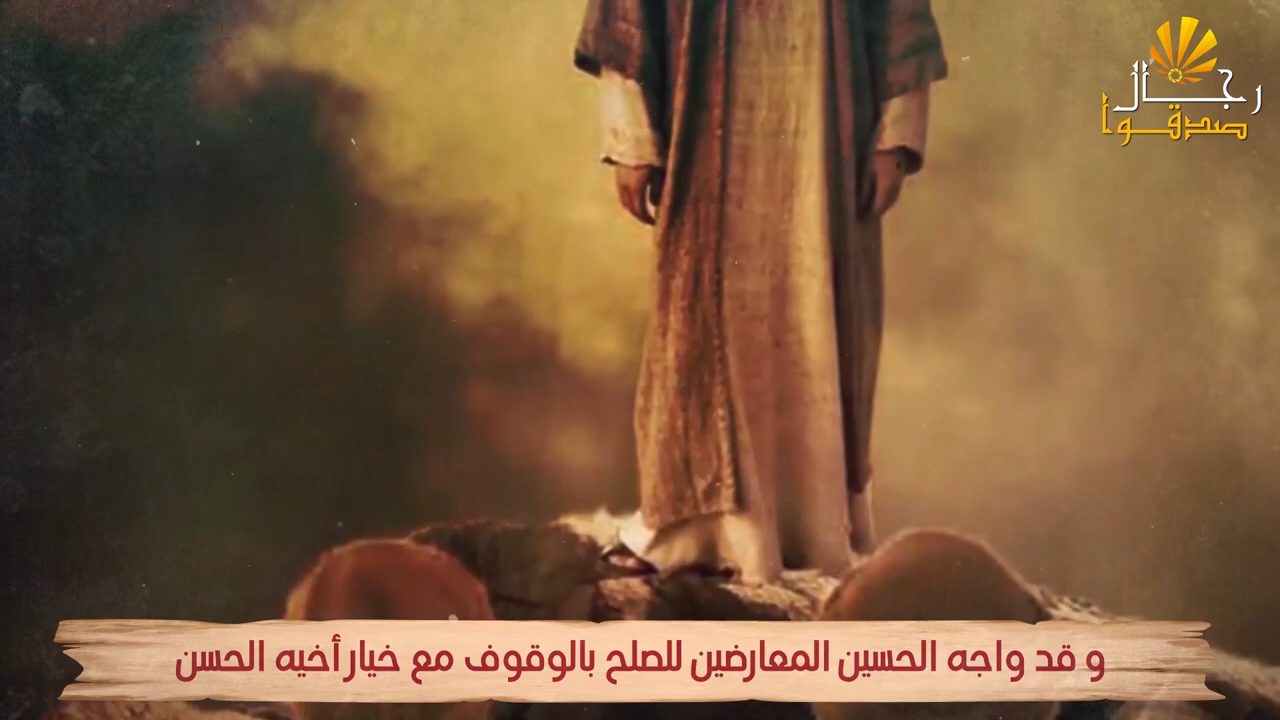 رجال
صدقوا
و قد واجه الحسين المعارضين للصلح بالوقوف مع خيار أخيه الحسن